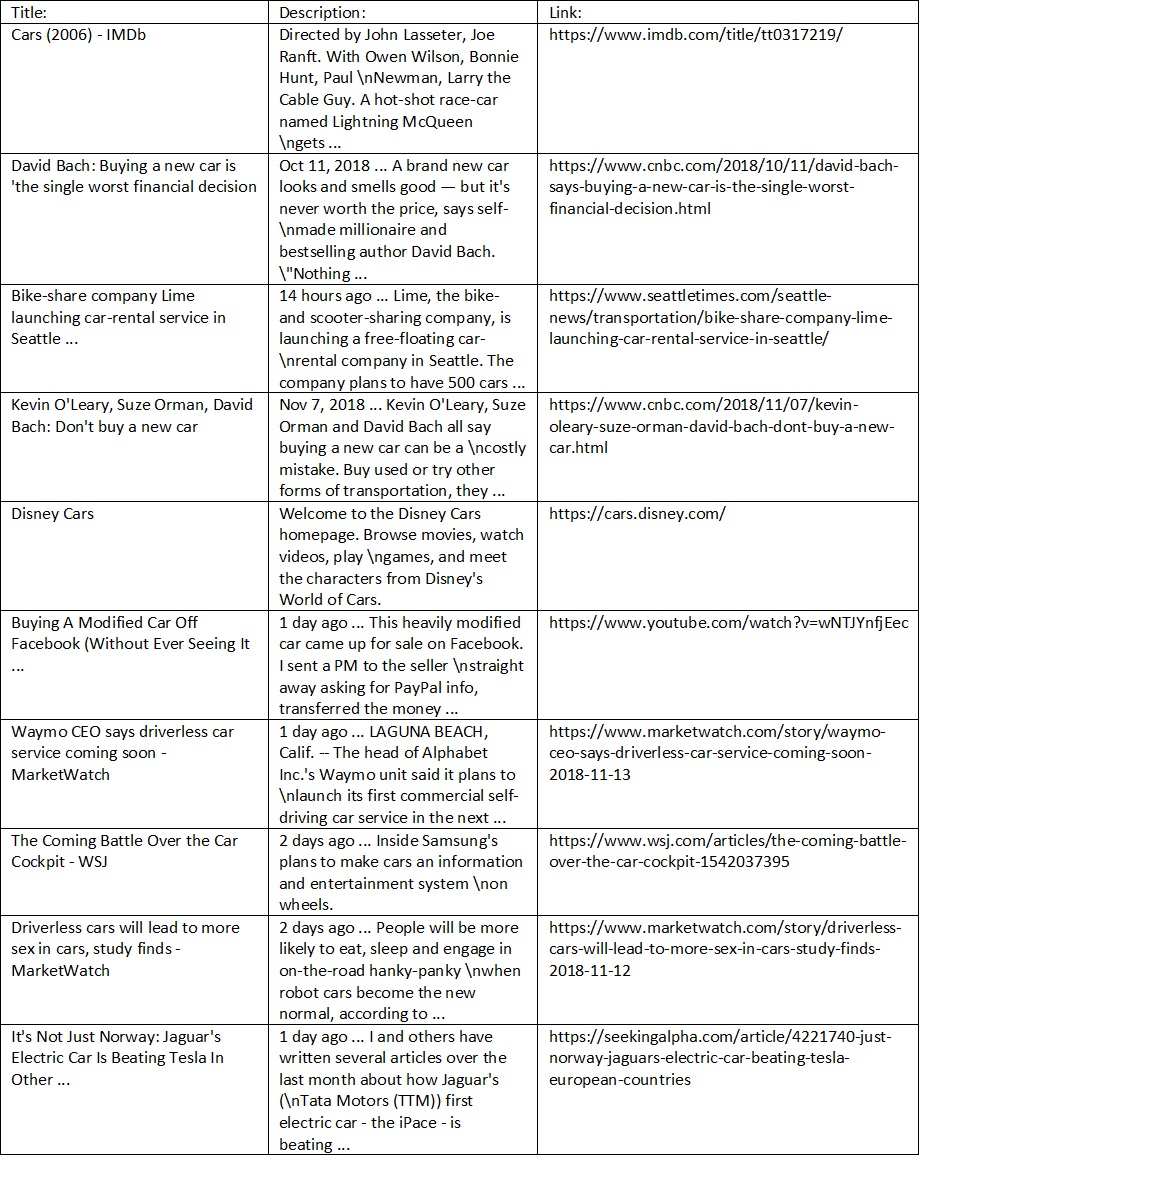 Title:
Description:
Link:
Cars (2006) - IMDb
Directed by John Lasseter, Joe
Ranft. With Owen Wilson, Bonnie
Hunt, Paul \nNewman, Larry the
Cable Guy. A hot-shot race-car
named Lightning McQueen
\ngets ...
https://www.imdb.com/title/tt0317219/
David Bach: Buying a new car is
'the single worst financial decision
Oct 11, 2018 ... A brand new car
looks and smells good — but it's
never worth the price, says self-
\nmade millionaire and
bestselling author David Bach.
\"Nothing ...
https://www.cnbc.com/2018/10/11/david-bach-
says-buying-a-new-car-is-the-single-worst-
financial-decision.html
Bike-share company Lime
launching car-rental service in
Seattle ...
14 hours ago ... Lime, the bike-
and scooter-sharing company, is
launching a free-floating car-
\nrental company in Seattle. The
company plans to have 500 cars ...
https://www.seattletimes.com/seattle-
news/transportation/bike-share-company-lime-
launching-car-rental-service-in-seattle/
Kevin O'Leary, Suze Orman, David
Bach: Don't buy a new car
Nov 7, 2018 ... Kevin O'Leary, Suze
Orman and David Bach all say
buying a new car can be a \ncostly
mistake. Buy used or try other
forms of transportation, they ...
https://www.cnbc.com/2018/11/07/kevin-
oleary-suze-orman-david-bach-dont-buy-a-new-
car.html
Disney Cars
Welcome to the Disney Cars
homepage. Browse movies, watch
videos, play \ngames, and meet
the characters from Disney's
World of Cars.
https://cars.disney.com/
Buying A Modified Car Off
Facebook (Without Ever Seeing It
...
1 day ago ... This heavily modified
car came up for sale on Facebook.
I sent a PM to the seller \nstraight
away asking for PayPal info,
transferred the money ...
https://www.youtube.com/watch?v=wNTJYnfjEec
Waymo CEO says driverless car
service coming soon -
MarketWatch
1 day ago ... LAGUNA BEACH,
Calif. -- The head of Alphabet
Inc.'s Waymo unit said it plans to
\nlaunch its first commercial self-
driving car service in the next ...
https://www.marketwatch.com/story/waymo-
ceo-says-driverless-car-service-coming-soon-
2018-11-13
The Coming Battle Over the Car
Cockpit - WSJ
2 days ago ... Inside Samsung's
plans to make cars an information
and entertainment system \non
wheels.
https://www.wsj.com/articles/the-coming-battle-
over-the-car-cockpit-1542037395
Driverless cars will lead to more
sex in cars, study finds -
MarketWatch
2 days ago ... People will be more
likely to eat, sleep and engage in
on-the-road hanky-panky \nwhen
robot cars become the new
normal, according to ...
https://www.marketwatch.com/story/driverless-
cars-will-lead-to-more-sex-in-cars-study-finds-
2018-11-12
It's Not Just Norway: Jaguar's
Electric Car Is Beating Tesla In
Other ...
1 day ago ... I and others have
written several articles over the
last month about how Jaguar's
(\nTata Motors (TTM)) first
electric car - the iPace - is
beating ...
https://seekingalpha.com/article/4221740-just-
norway-jaguars-electric-car-beating-tesla-
european-countries